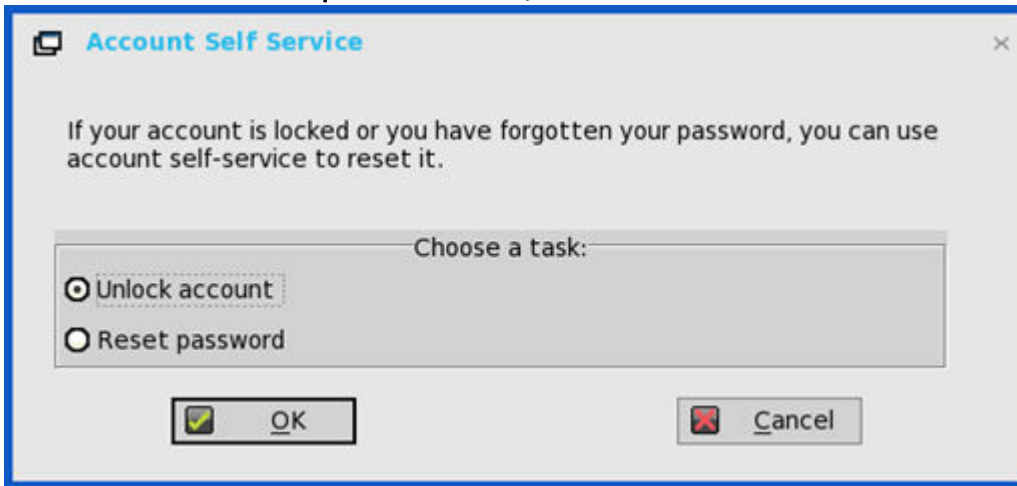 Account Self Service
If your account is locked or you have forgotten your password, you can use
account self-service to reset it.
Choose a task:
Unlock account
Reset password
OK
Cancel